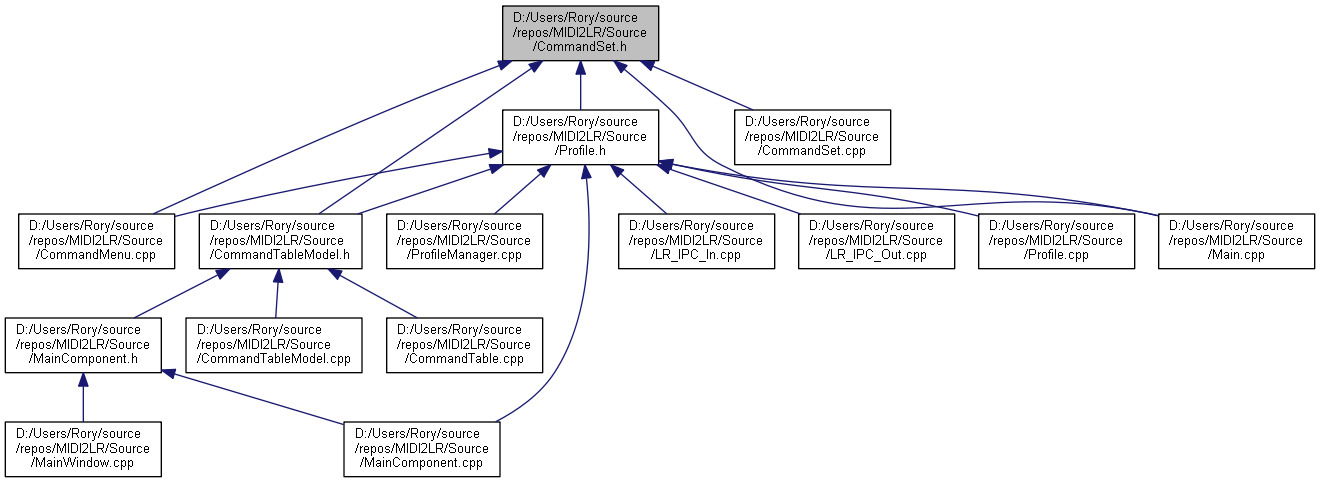 D:/Users/Rory/source
/repos/MIDI2LR/Source
/CommandSet.h
D:/Users/Rory/source
/repos/MIDI2LR/Source
/Profile.h
D:/Users/Rory/source
/repos/MIDI2LR/Source
/CommandSet.cpp
D:/Users/Rory/source
/repos/MIDI2LR/Source
/CommandMenu.cpp
D:/Users/Rory/source
/repos/MIDI2LR/Source
/CommandTableModel.h
D:/Users/Rory/source
/repos/MIDI2LR/Source
/ProfileManager.cpp
D:/Users/Rory/source
/repos/MIDI2LR/Source
/LR_IPC_In.cpp
D:/Users/Rory/source
/repos/MIDI2LR/Source
/LR_IPC_Out.cpp
D:/Users/Rory/source
/repos/MIDI2LR/Source
/Profile.cpp
D:/Users/Rory/source
/repos/MIDI2LR/Source
/Main.cpp
D:/Users/Rory/source
/repos/MIDI2LR/Source
/MainComponent.h
D:/Users/Rory/source
/repos/MIDI2LR/Source
/CommandTableModel.cpp
D:/Users/Rory/source
/repos/MIDI2LR/Source
/CommandTable.cpp
D:/Users/Rory/source
/repos/MIDI2LR/Source
/MainWindow.cpp
D:/Users/Rory/source
/repos/MIDI2LR/Source
/MainComponent.cpp